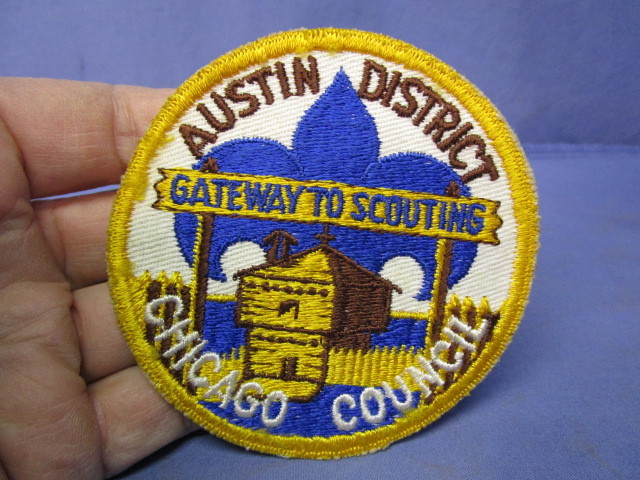 AUSTIN DISTRICT
GATEWAY TO SCOUTING
CHICAGO COUNCIL